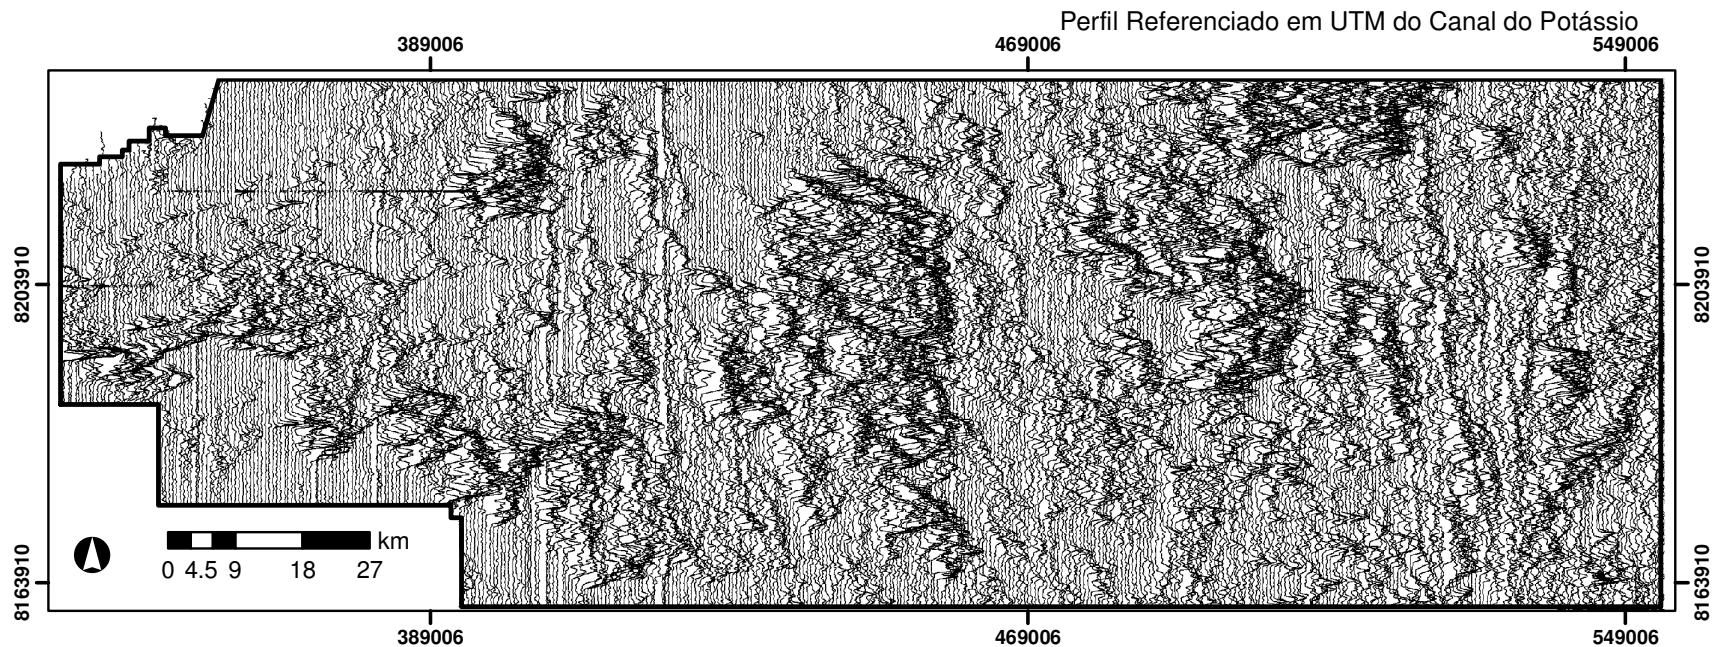 Perfil Referenciado em UTM do Canal do Potássio
389006 469006 549006
8203910 8203910
km
0 4.5 9 18 27
8163910 8163910
389006 469006 549006